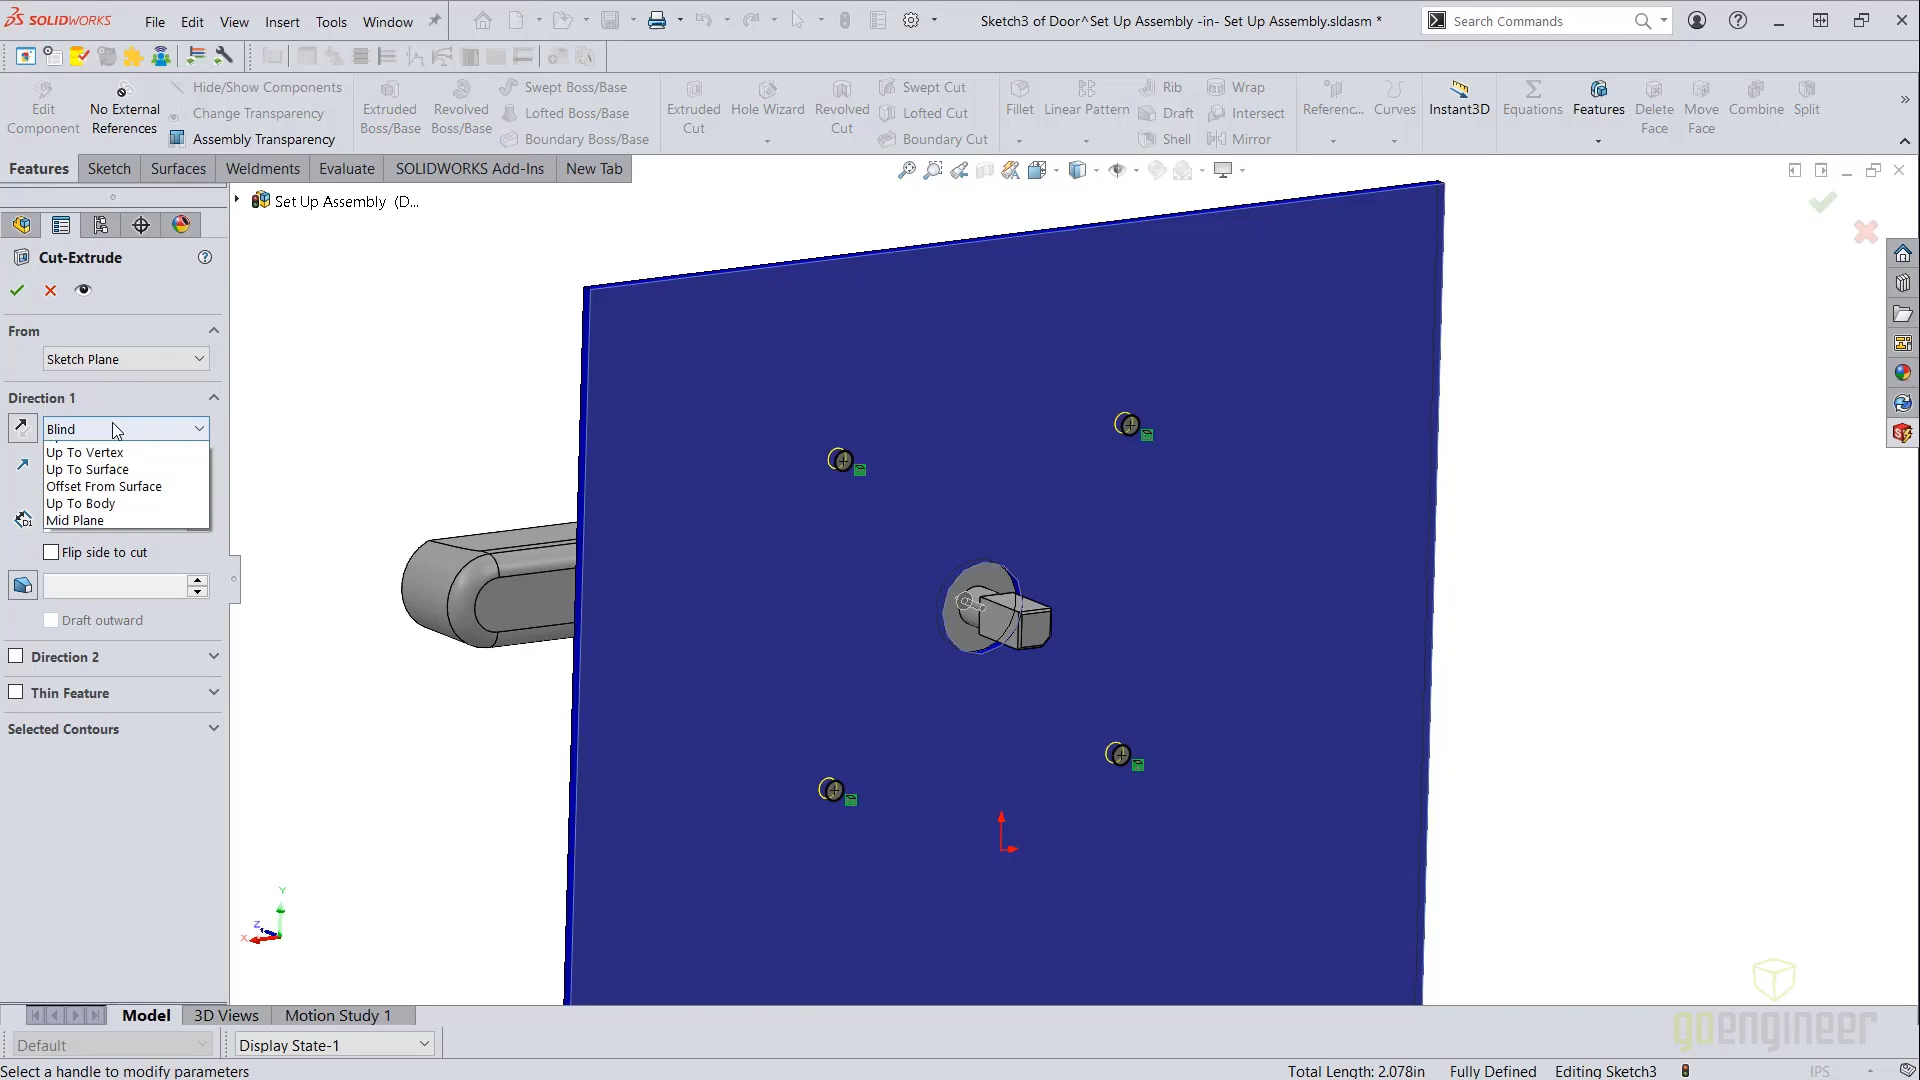 SOLIDWORKS File Edit View Insert Tools Window Sketch3 of Door^Set Up Assembly -in- Set Up Assembly.sldasm * Search Commands
Edit Component
No External References
Hide/Show Components
Change Transparency
Assembly Transparency
Extruded Boss/Base
Revolved Boss/Base
Swept Boss/Base
Lofted Boss/Base
Boundary Boss/Base
Extruded Cut
Hole Wizard
Revolved Cut
Swept Cut
Lofted Cut
Boundary Cut
Fillet
Linear Pattern
Rib
Draft
Shell
Wrap
Intersect
Mirror
Referenc...
Curves
Instant3D
Equations
Features
Delete Face
Move Face
Combine
Split
Features Sketch Surfaces Weldments Evaluate SOLIDWORKS Add-Ins New Tab
Set Up Assembly (D...
Cut-Extrude
From
Sketch Plane
Direction 1
Blind
Up To Vertex
Up To Surface
Offset From Surface
Up To Body
Mid Plane
D1
Flip side to cut
Draft outward
Direction 2
Thin Feature
Selected Contours
Y
Z
X
goengineer
Model 3D Views Motion Study 1
Default Display State-1
Select a handle to modify parameters Total Length: 2.078in Fully Defined Editing Sketch3 IPS